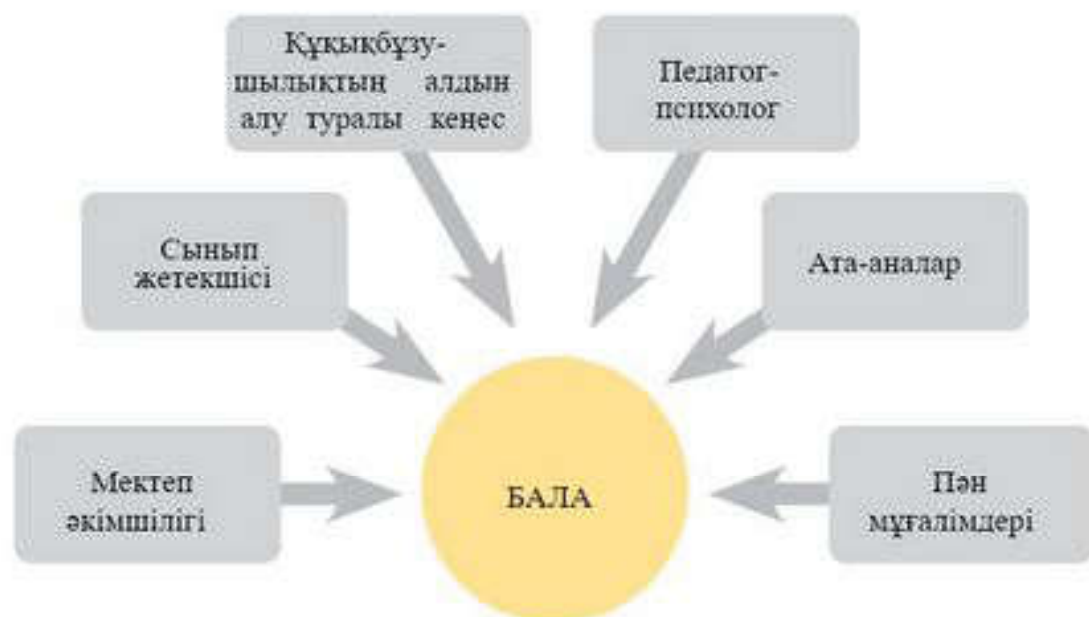 Құқықбұзу-
шылықтың алдын
алу туралы кеңес
Педагог-
психолог
Сынып
жетекшісі
Ата-аналар
Мектеп
әкімшілігі
БАЛА
Пән
мұғалімдері